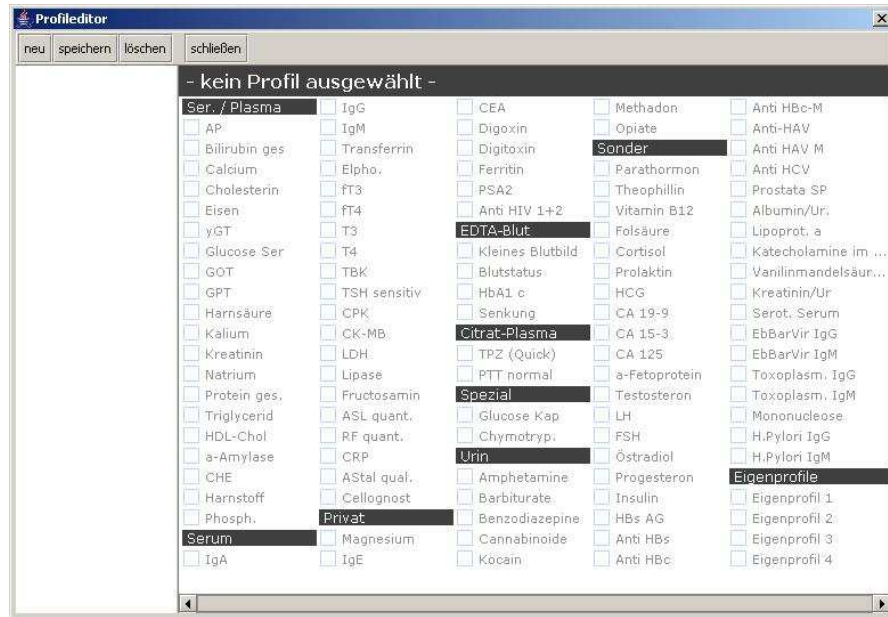 Profileditor
neu speichern löschen schließen
- kein Profil ausgewählt -
Ser. / Plasma
AP
Bilirubin ges
Calcium
Cholesterin
Eisen
yGT
Glucose Ser
GOT
GPT
Harnsäure
Kalium
Kreatinin
Natrium
Protein ges.
Triglycerid
HDL-Chol
a-Amylase
CHE
Harnstoff
Phosph.
Serum
IgA
IgG
IgM
Transferrin
Elpho.
fT3
fT4
T3
T4
TBK
TSH sensitiv
CPK
CK-MB
LDH
Lipase
Fructosamin
ASL quant.
RF quant.
CRP
AStal qual.
Cellognost
Privat
Magnesium
IgE
CEA
Digoxin
Digitoxin
Ferritin
PSA2
Anti HIV 1+2
EDTA-Blut
Kleines Blutbild
Blutstatus
HbA1 c
Senkung
Citrat-Plasma
TPZ (Quick)
PTT normal
Spezial
Glucose Kap
Chymotryp.
Urin
Amphetamine
Barbiturate
Benzodiazepine
Cannabinoide
Kocain
Methadon
Opiate
Sonder
Parathormon
Theophillin
Vitamin B12
Folsäure
Cortisol
Prolaktin
HCG
CA 19-9
CA 15-3
CA 125
a-Fetoprotein
Testosteron
LH
FSH
Östradiol
Progesteron
Insulin
HBs AG
Anti HBs
Anti HBc
Anti HBc-M
Anti-HAV
Anti HAV M
Anti HCV
Prostata SP
Albumin/Ur.
Lipoprot. a
Katecholamine im ...
Vanilinmandelsäur...
Kreatinin/Ur
Serot. Serum
EbBarVir IgG
EbBarVir IgM
Toxoplasm. IgG
Toxoplasm. IgM
Mononucleose
H.Pylori IgG
H.Pylori IgM
Eigenprofile
Eigenprofil 1
Eigenprofil 2
Eigenprofil 3
Eigenprofil 4